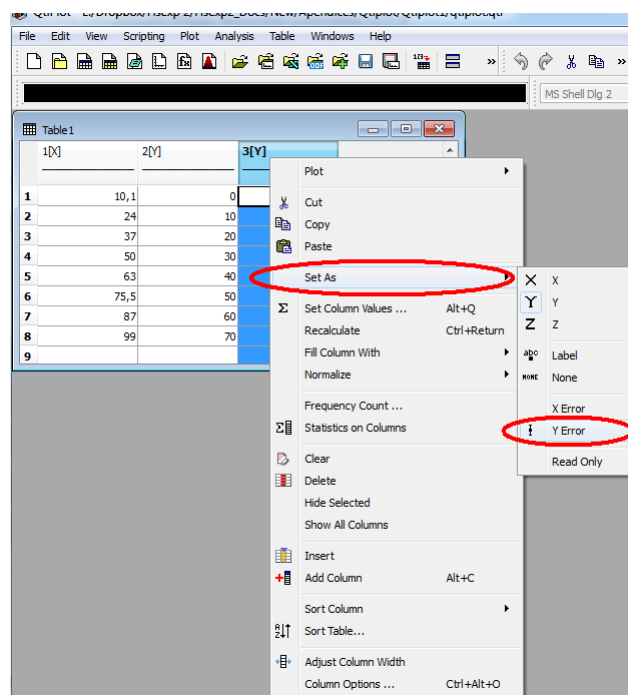 File Edit View Scripting Plot Analysis Table Windows Help
MS Shell Dlg 2
Table1
1[X] 2[Y] 3[Y]
1 10,1 0
2 24 10
3 37 20
4 50 30
5 63 40
6 75,5 50
7 87 60
8 99 70
9
Plot
Cut
Copy
Paste
Set As
Set Column Values ... Alt+Q
Recalculate Ctrl+Return
Fill Column With
Normalize
Frequency Count ...
Statistics on Columns
Clear
Delete
Hide Selected
Show All Columns
Insert
Add Column Alt+C
Sort Column
Sort Table...
Adjust Column Width
Column Options ... Ctrl+Alt+O
X X
Y Y
Z Z
abc Label
NONE None
X Error
Y Error
Read Only